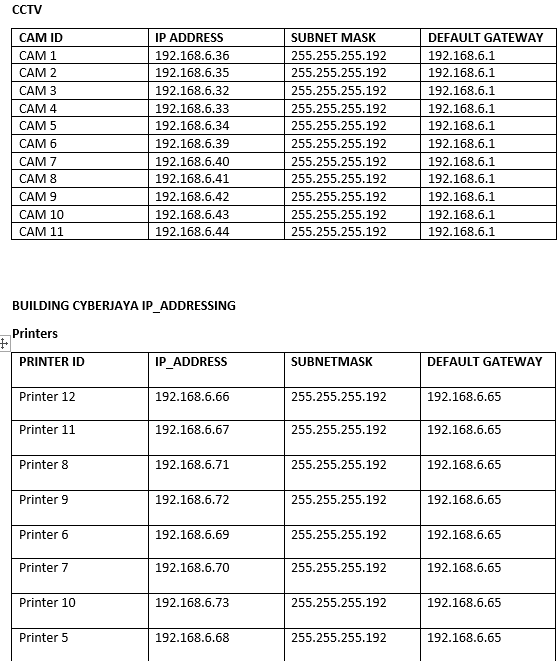 CCTV
CAM ID IP ADDRESS SUBNET MASK DEFAULT GATEWAY
CAM 1 192.168.6.36 255.255.255.192 192.168.6.1
CAM 2 192.168.6.35 255.255.255.192 192.168.6.1
CAM 3 192.168.6.32 255.255.255.192 192.168.6.1
CAM 4 192.168.6.33 255.255.255.192 192.168.6.1
CAM 5 192.168.6.34 255.255.255.192 192.168.6.1
CAM 6 192.168.6.39 255.255.255.192 192.168.6.1
CAM 7 192.168.6.40 255.255.255.192 192.168.6.1
CAM 8 192.168.6.41 255.255.255.192 192.168.6.1
CAM 9 192.168.6.42 255.255.255.192 192.168.6.1
CAM 10 192.168.6.43 255.255.255.192 192.168.6.1
CAM 11 192.168.6.44 255.255.255.192 192.168.6.1
BUILDING CYBERJAYA IP_ADDRESSING
Printers
PRINTER ID IP_ADDRESS SUBNETMASK DEFAULT GATEWAY
Printer 12 192.168.6.66 255.255.255.192 192.168.6.65
Printer 11 192.168.6.67 255.255.255.192 192.168.6.65
Printer 8 192.168.6.71 255.255.255.192 192.168.6.65
Printer 9 192.168.6.72 255.255.255.192 192.168.6.65
Printer 6 192.168.6.69 255.255.255.192 192.168.6.65
Printer 7 192.168.6.70 255.255.255.192 192.168.6.65
Printer 10 192.168.6.73 255.255.255.192 192.168.6.65
Printer 5 192.168.6.68 255.255.255.192 192.168.6.65